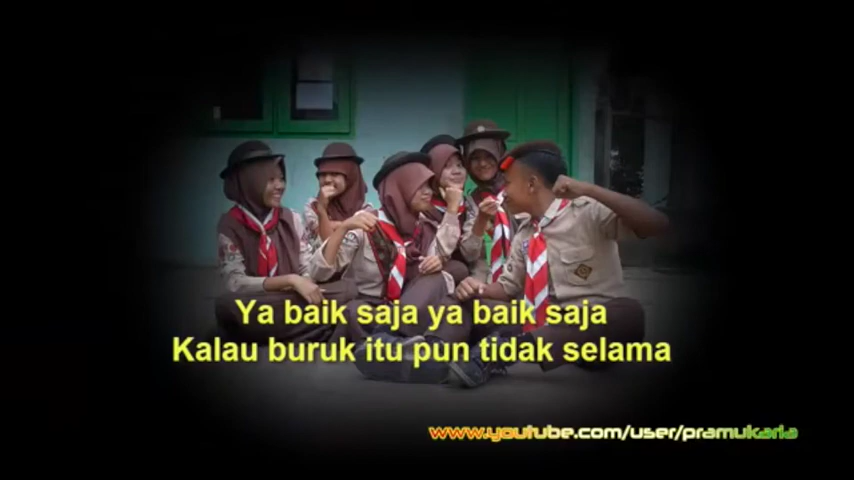 Ya baik saja ya baik saja
Kalau buruk itu pun tidak selama
www.youtube.com/user/pramukaria